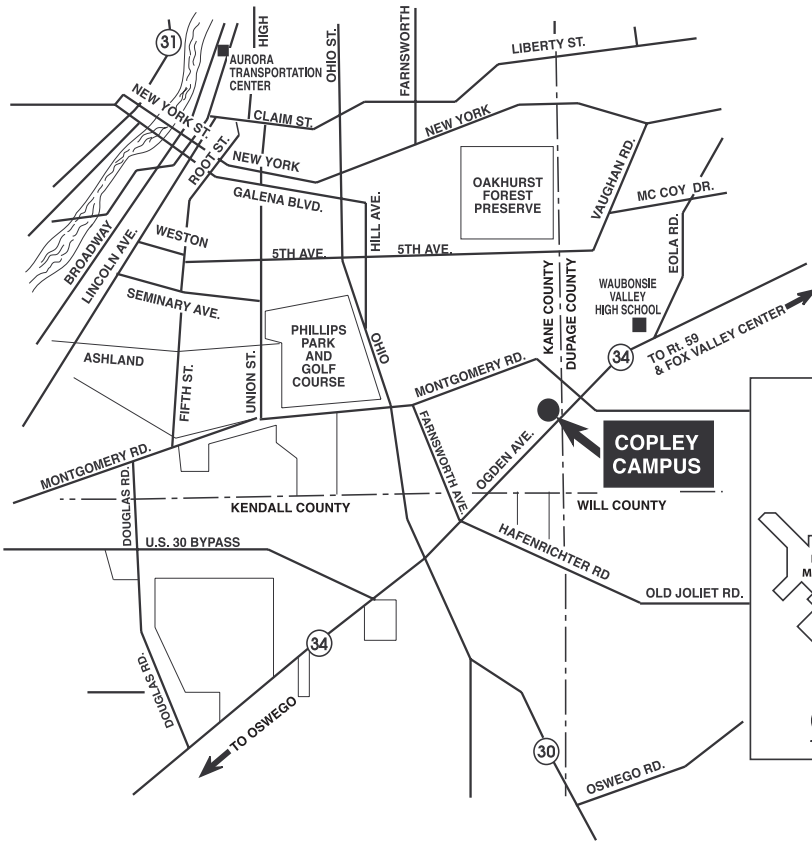 31
AURORA
TRANSPORTATION
CENTER
HIGH
OHIO ST.
FARNSWORTH
LIBERTY ST.
NEW YORK ST.
CLAIM ST.
NEW YORK
ROOT ST.
NEW YORK
GALENA BLVD.
OAKHURST
FOREST
PRESERVE
VAUGHAN RD.
MC COY DR.
BROADWAY
LINCOLN AVE.
WESTON
5TH AVE.
HILL AVE.
5TH AVE.
KANE COUNTY
DUPAGE COUNTY
EOLA RD.
WAUBONSIE
VALLEY
HIGH SCHOOL
SEMINARY AVE.
PHILLIPS
PARK
AND
GOLF
COURSE
OHIO
34
TO Rt. 59
& FOX VALLEY CENTER
ASHLAND
FIFTH ST.
UNION ST.
MONTGOMERY RD.
FARNSWORTH AVE.
OGDEN AVE.
COPLEY
CAMPUS
MONTGOMERY RD.
DOUGLAS RD.
KENDALL COUNTY
WILL COUNTY
U.S. 30 BYPASS
HAFENRICHTER RD
OLD JOLIET RD.
M
34
DOUGLAS RD.
TO OSWEGO
30
OSWEGO RD.